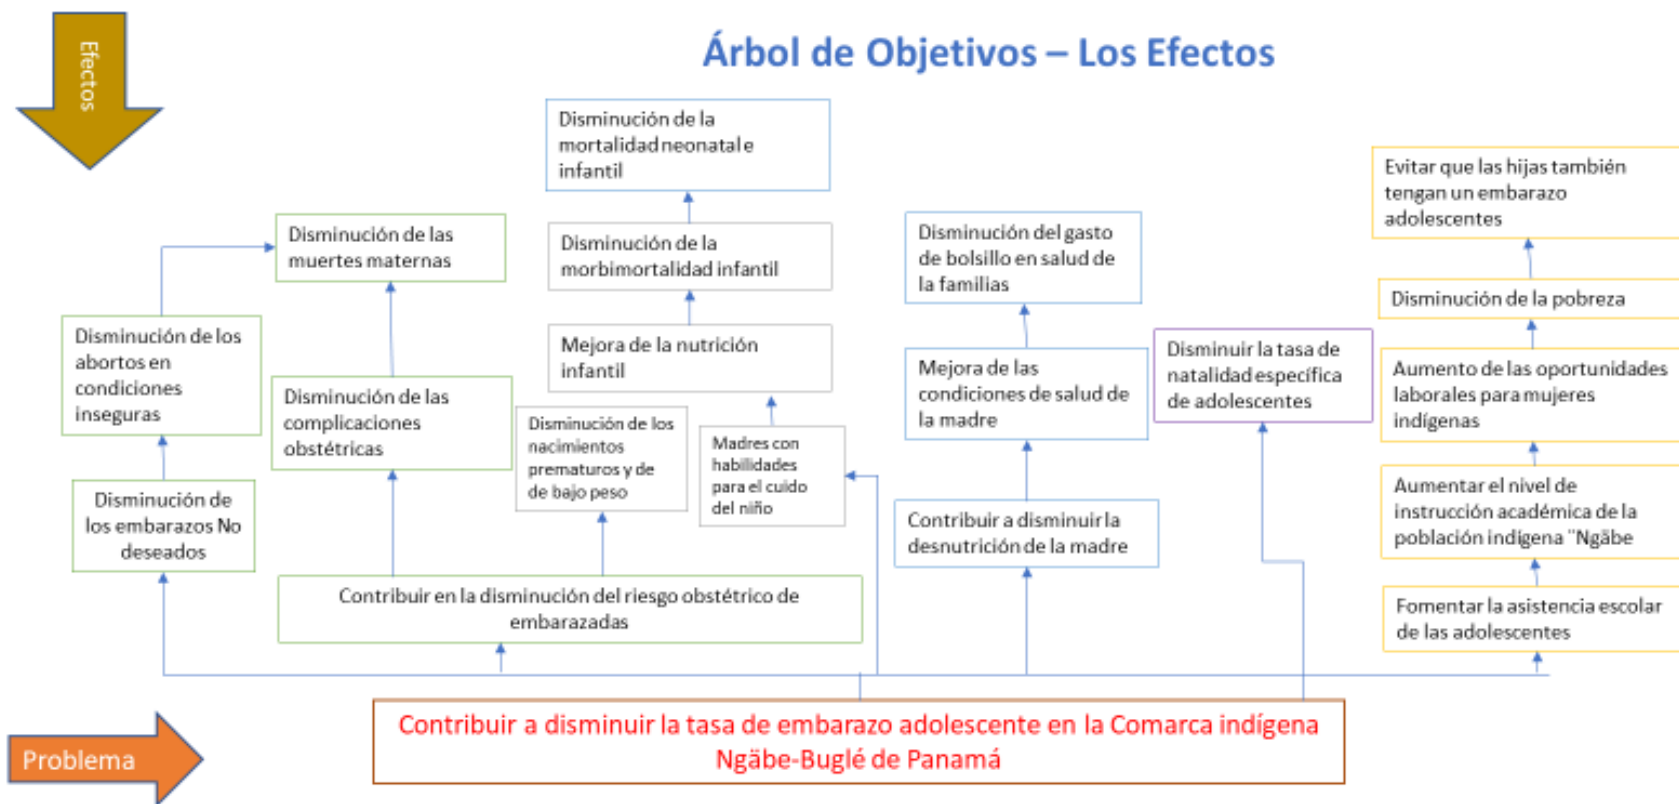 Efectos
Árbol de Objetivos – Los Efectos
Disminución de la
mortalidad neonatal e
infantil
Evitar que las hijas también
tengan un embarazo
adolescentes
Disminución de las
muertes maternas
Disminución de la
morbimortalidad infantil
Disminución del gasto
de bolsillo en salud de
la familias
Disminución de la pobreza
Disminución de los
abortos en
condiciones
inseguras
Mejora de la nutrición
infantil
Mejora de las
condiciones de salud de
la madre
Disminuir la tasa de
natalidad específica
de adolescentes
Aumento de las oportunidades
laborales para mujeres
indígenas
Disminución de las
complicaciones
obstétricas
Disminución de los
nacimientos
prematuros y de
de bajo peso
Madres con
habilidades
para el cuido
del niño
Disminución de
los embarazos No
deseados
Contribuir a disminuir la
desnutrición de la madre
Aumentar el nivel de
instrucción académica de la
población indígena ¨Ngäbe
Contribuir en la disminución del riesgo obstétrico de
embarazadas
Fomentar la asistencia escolar
de las adolescentes
Problema
Contribuir a disminuir la tasa de embarazo adolescente en la Comarca indígena
Ngäbe-Buglé de Panamá